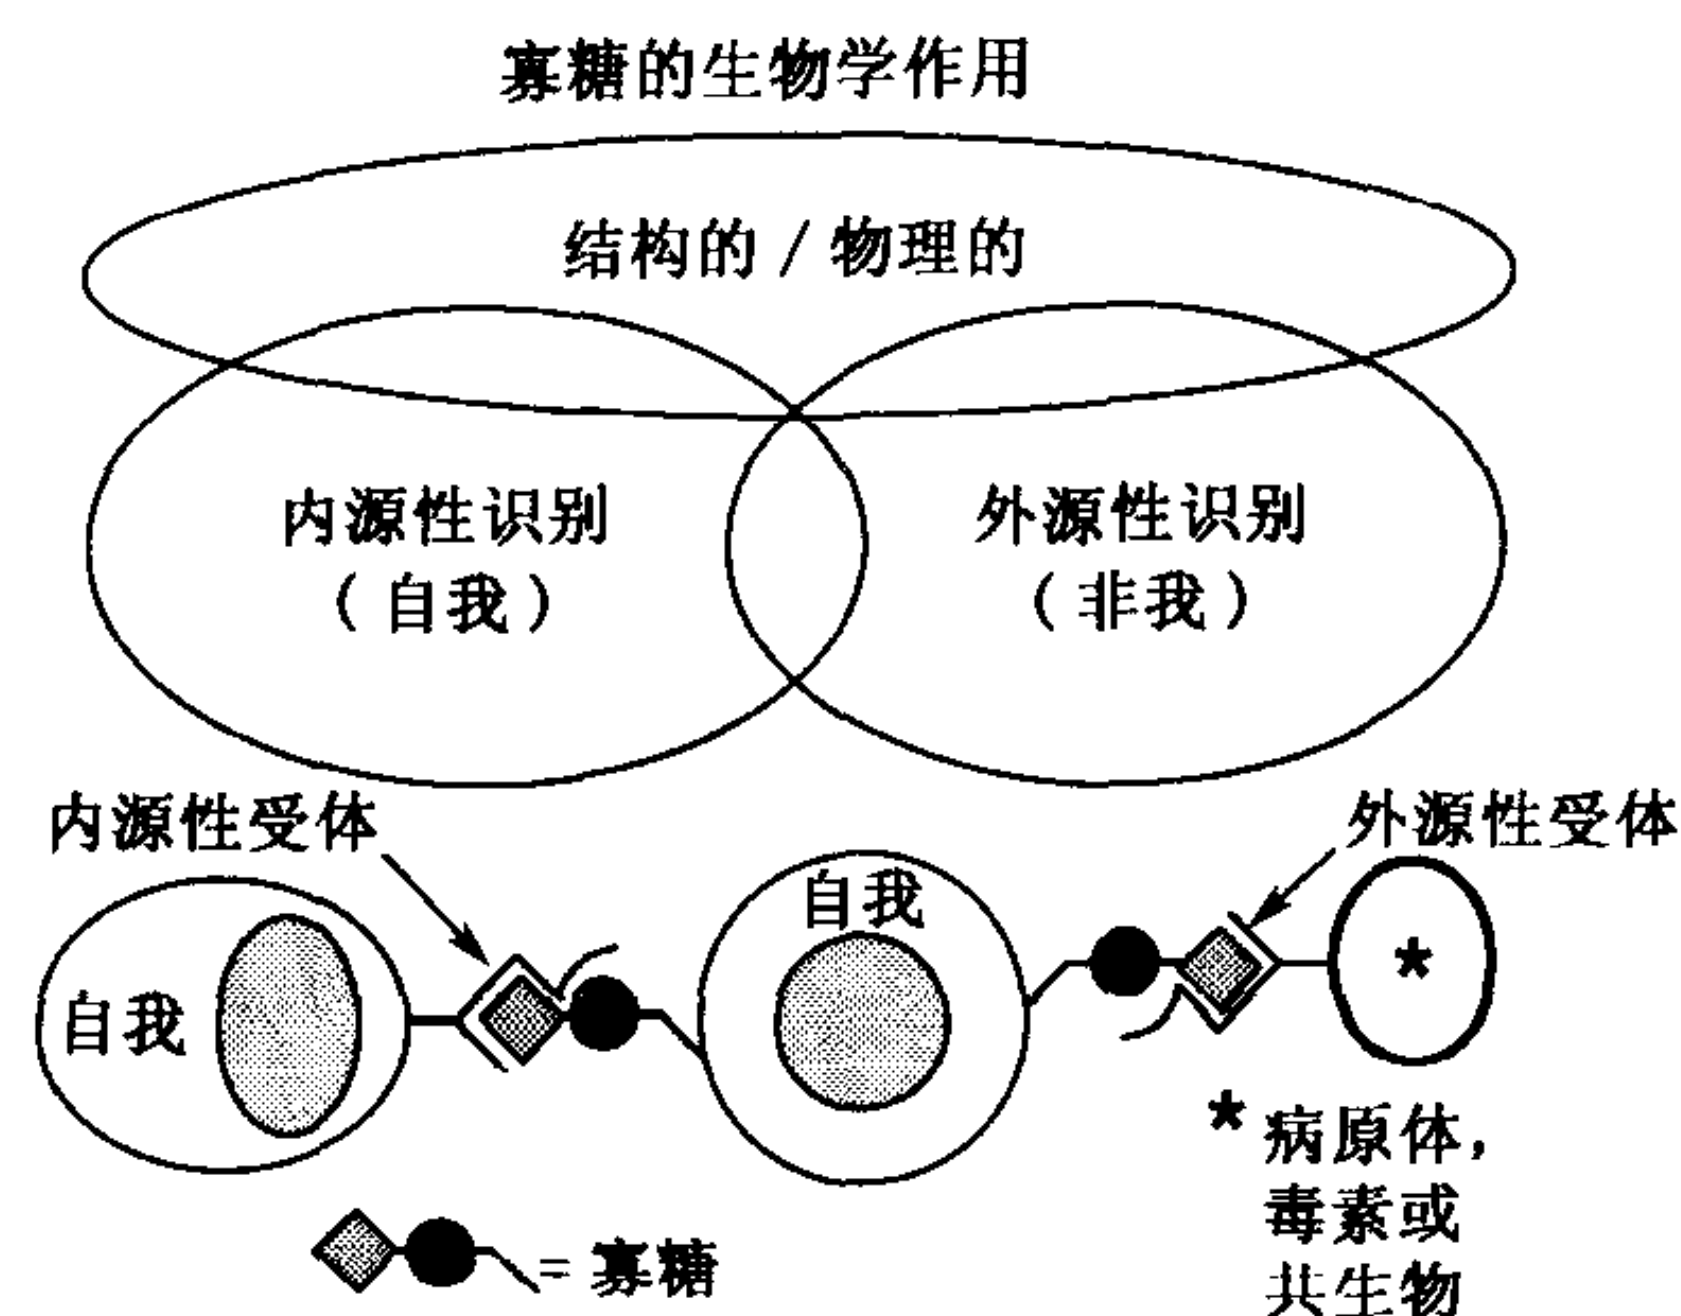 寡糖的生物学作用
结构的 / 物理的
内源性识别
（自我）
外源性识别
（非我）
内源性受体
外源性受体
自我
自我
*
* 病原体，
毒素或
共生物
= 寡糖